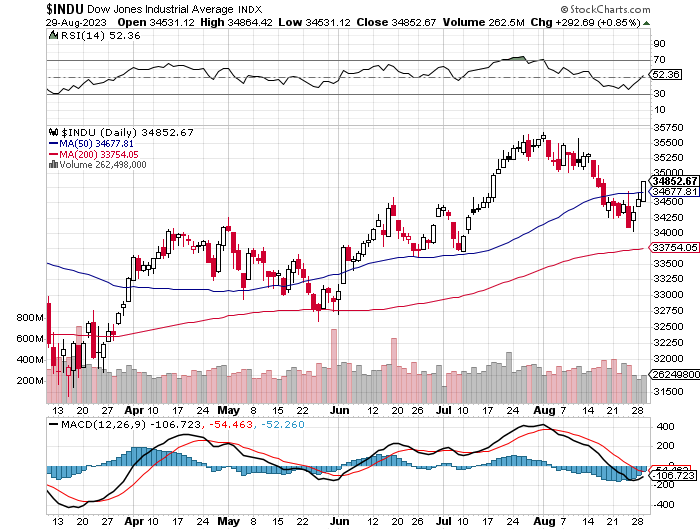 $INDU Dow Jones Industrial Average INDX © StockCharts.com
29-Aug-2023 Open 34531.12 High 34864.42 Low 34531.12 Close 34852.67 Volume 262.5M Chg +292.69 (+0.85%)
RSI(14) 52.36
90
70
52.36
30
10
$INDU (Daily) 34852.67
MA(50) 34677.81
MA(200) 33754.05
Volume 262,498,000
35750
35500
35250
35000
34852.67
34677.81
34500
34250
34000
33754.05
33500
33250
33000
32750
32500
32250
32000
31500
800M
600M
400M
200M
26249800
13 20 27 Apr 10 17 24 May 8 15 22 Jun 12 20 26 Jul 10 17 24 Aug 7 14 21 28
MACD(12,26,9) -106.723, -54.463, -52.260
400
200
0
-106.723
-200
-400
13 20 27 Apr 10 17 24 May 8 15 22 Jun 12 20 26 Jul 10 17 24 Aug 7 14 21 28